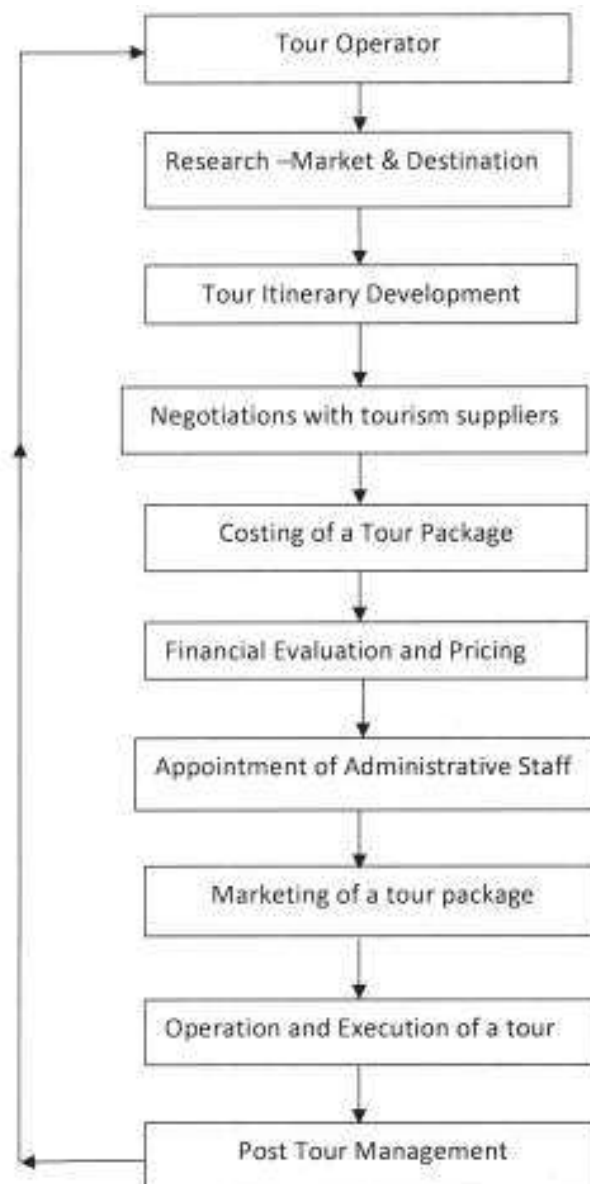 Tour Operator
Research –Market & Destination
Tour Itinerary Development
Negotiations with tourism suppliers
Costing of a Tour Package
Financial Evaluation and Pricing
Appointment of Administrative Staff
Marketing of a tour package
Operation and Execution of a tour
Post Tour Management